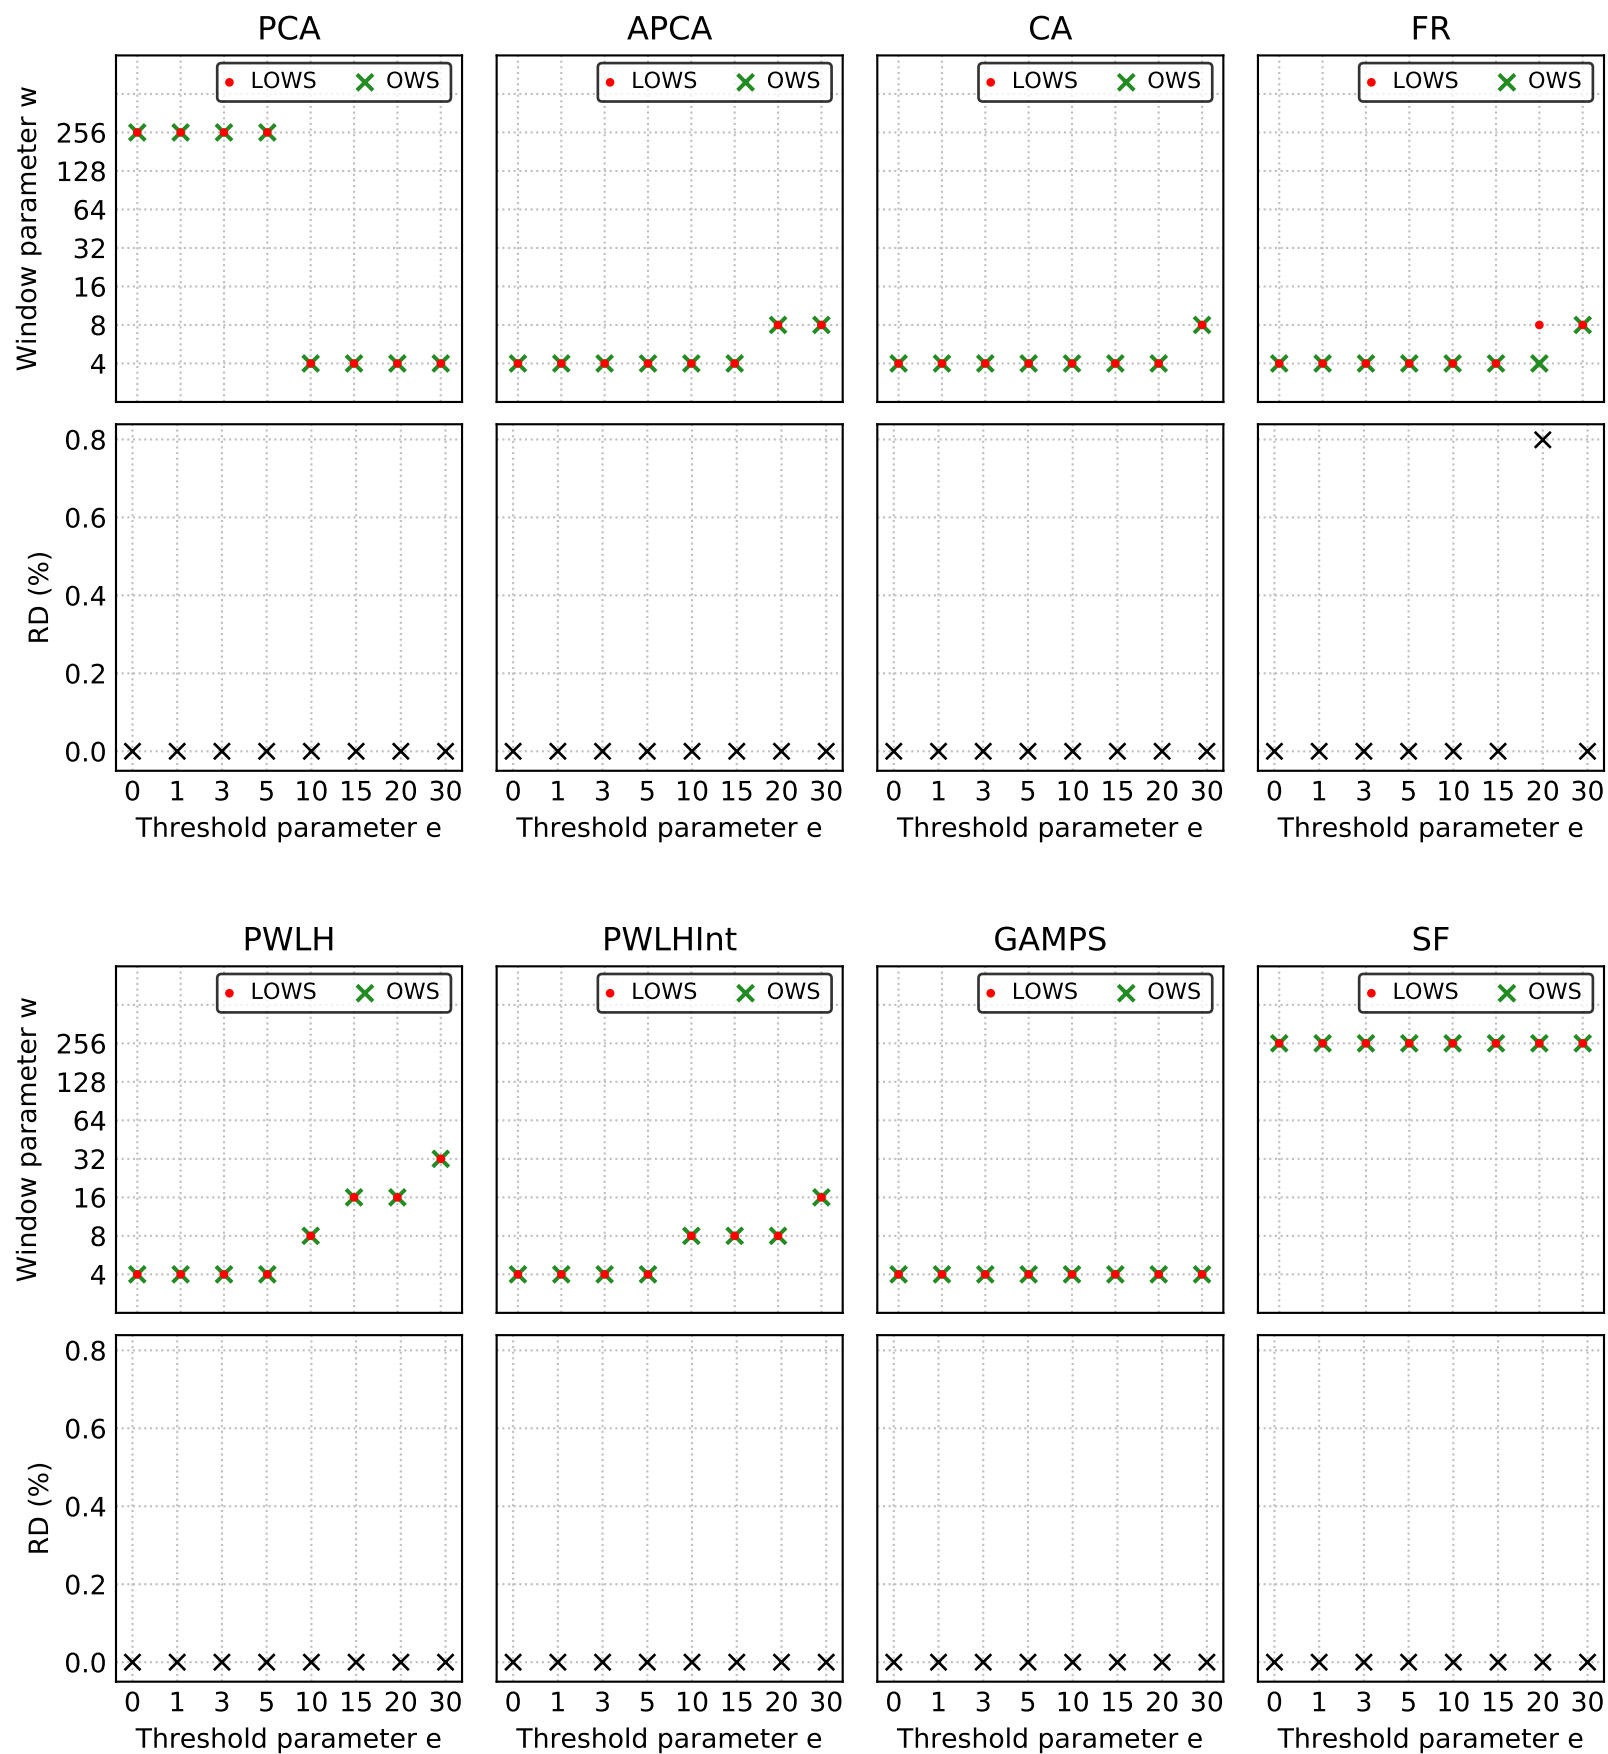 PCA APCA CA FR
LOWS OWS LOWS OWS LOWS OWS LOWS OWS
Window parameter w
256
128
64
32
16
8
4
RD (%)
0.8
0.6
0.4
0.2
0.0
0 1 3 5 10 15 20 30 0 1 3 5 10 15 20 30 0 1 3 5 10 15 20 30 0 1 3 5 10 15 20 30
Threshold parameter e Threshold parameter e Threshold parameter e Threshold parameter e
PWLH PWLHInt GAMPS SF
LOWS OWS LOWS OWS LOWS OWS LOWS OWS
Window parameter w
256
128
64
32
16
8
4
RD (%)
0.8
0.6
0.4
0.2
0.0
0 1 3 5 10 15 20 30 0 1 3 5 10 15 20 30 0 1 3 5 10 15 20 30 0 1 3 5 10 15 20 30
Threshold parameter e Threshold parameter e Threshold parameter e Threshold parameter e